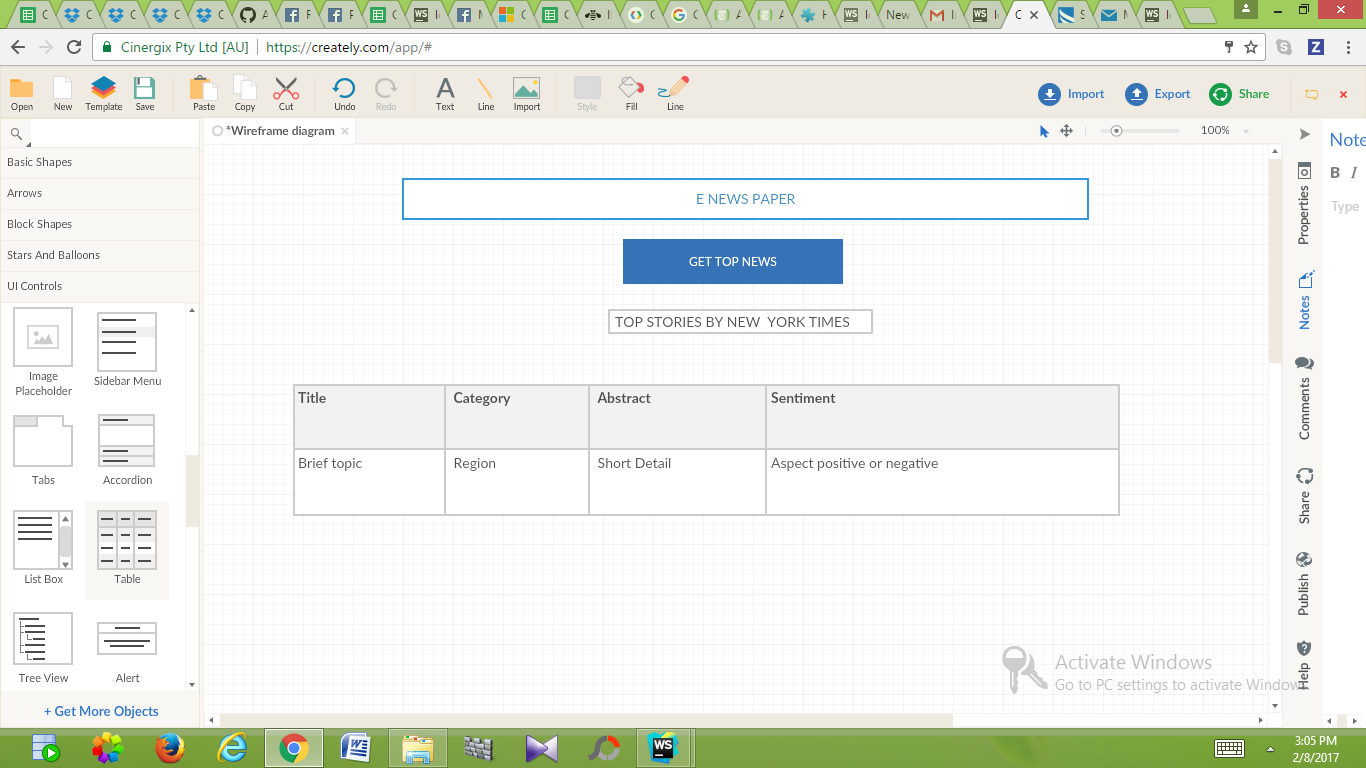 Cinergix Pty Ltd [AU] https://creately.com/app/#
Open New Template Save Paste Copy Cut Undo Redo Text Line Import Style Fill Line Import Export Share
*Wireframe diagram
100%
Basic Shapes
Arrows
Block Shapes
Stars And Balloons
UI Controls
Image Placeholder
Sidebar Menu
Tabs
Accordion
List Box
Table
Tree View
Alert
+ Get More Objects
E NEWS PAPER
GET TOP NEWS
TOP STORIES BY NEW YORK TIMES
Title Category Abstract Sentiment
Brief topic Region Short Detail Aspect positive or negative
Properties
Notes
Comments
Share
Publish
Help
Note
B I
Type
Activate Windows
Go to PC settings to activate Window
3:05 PM
2/8/2017